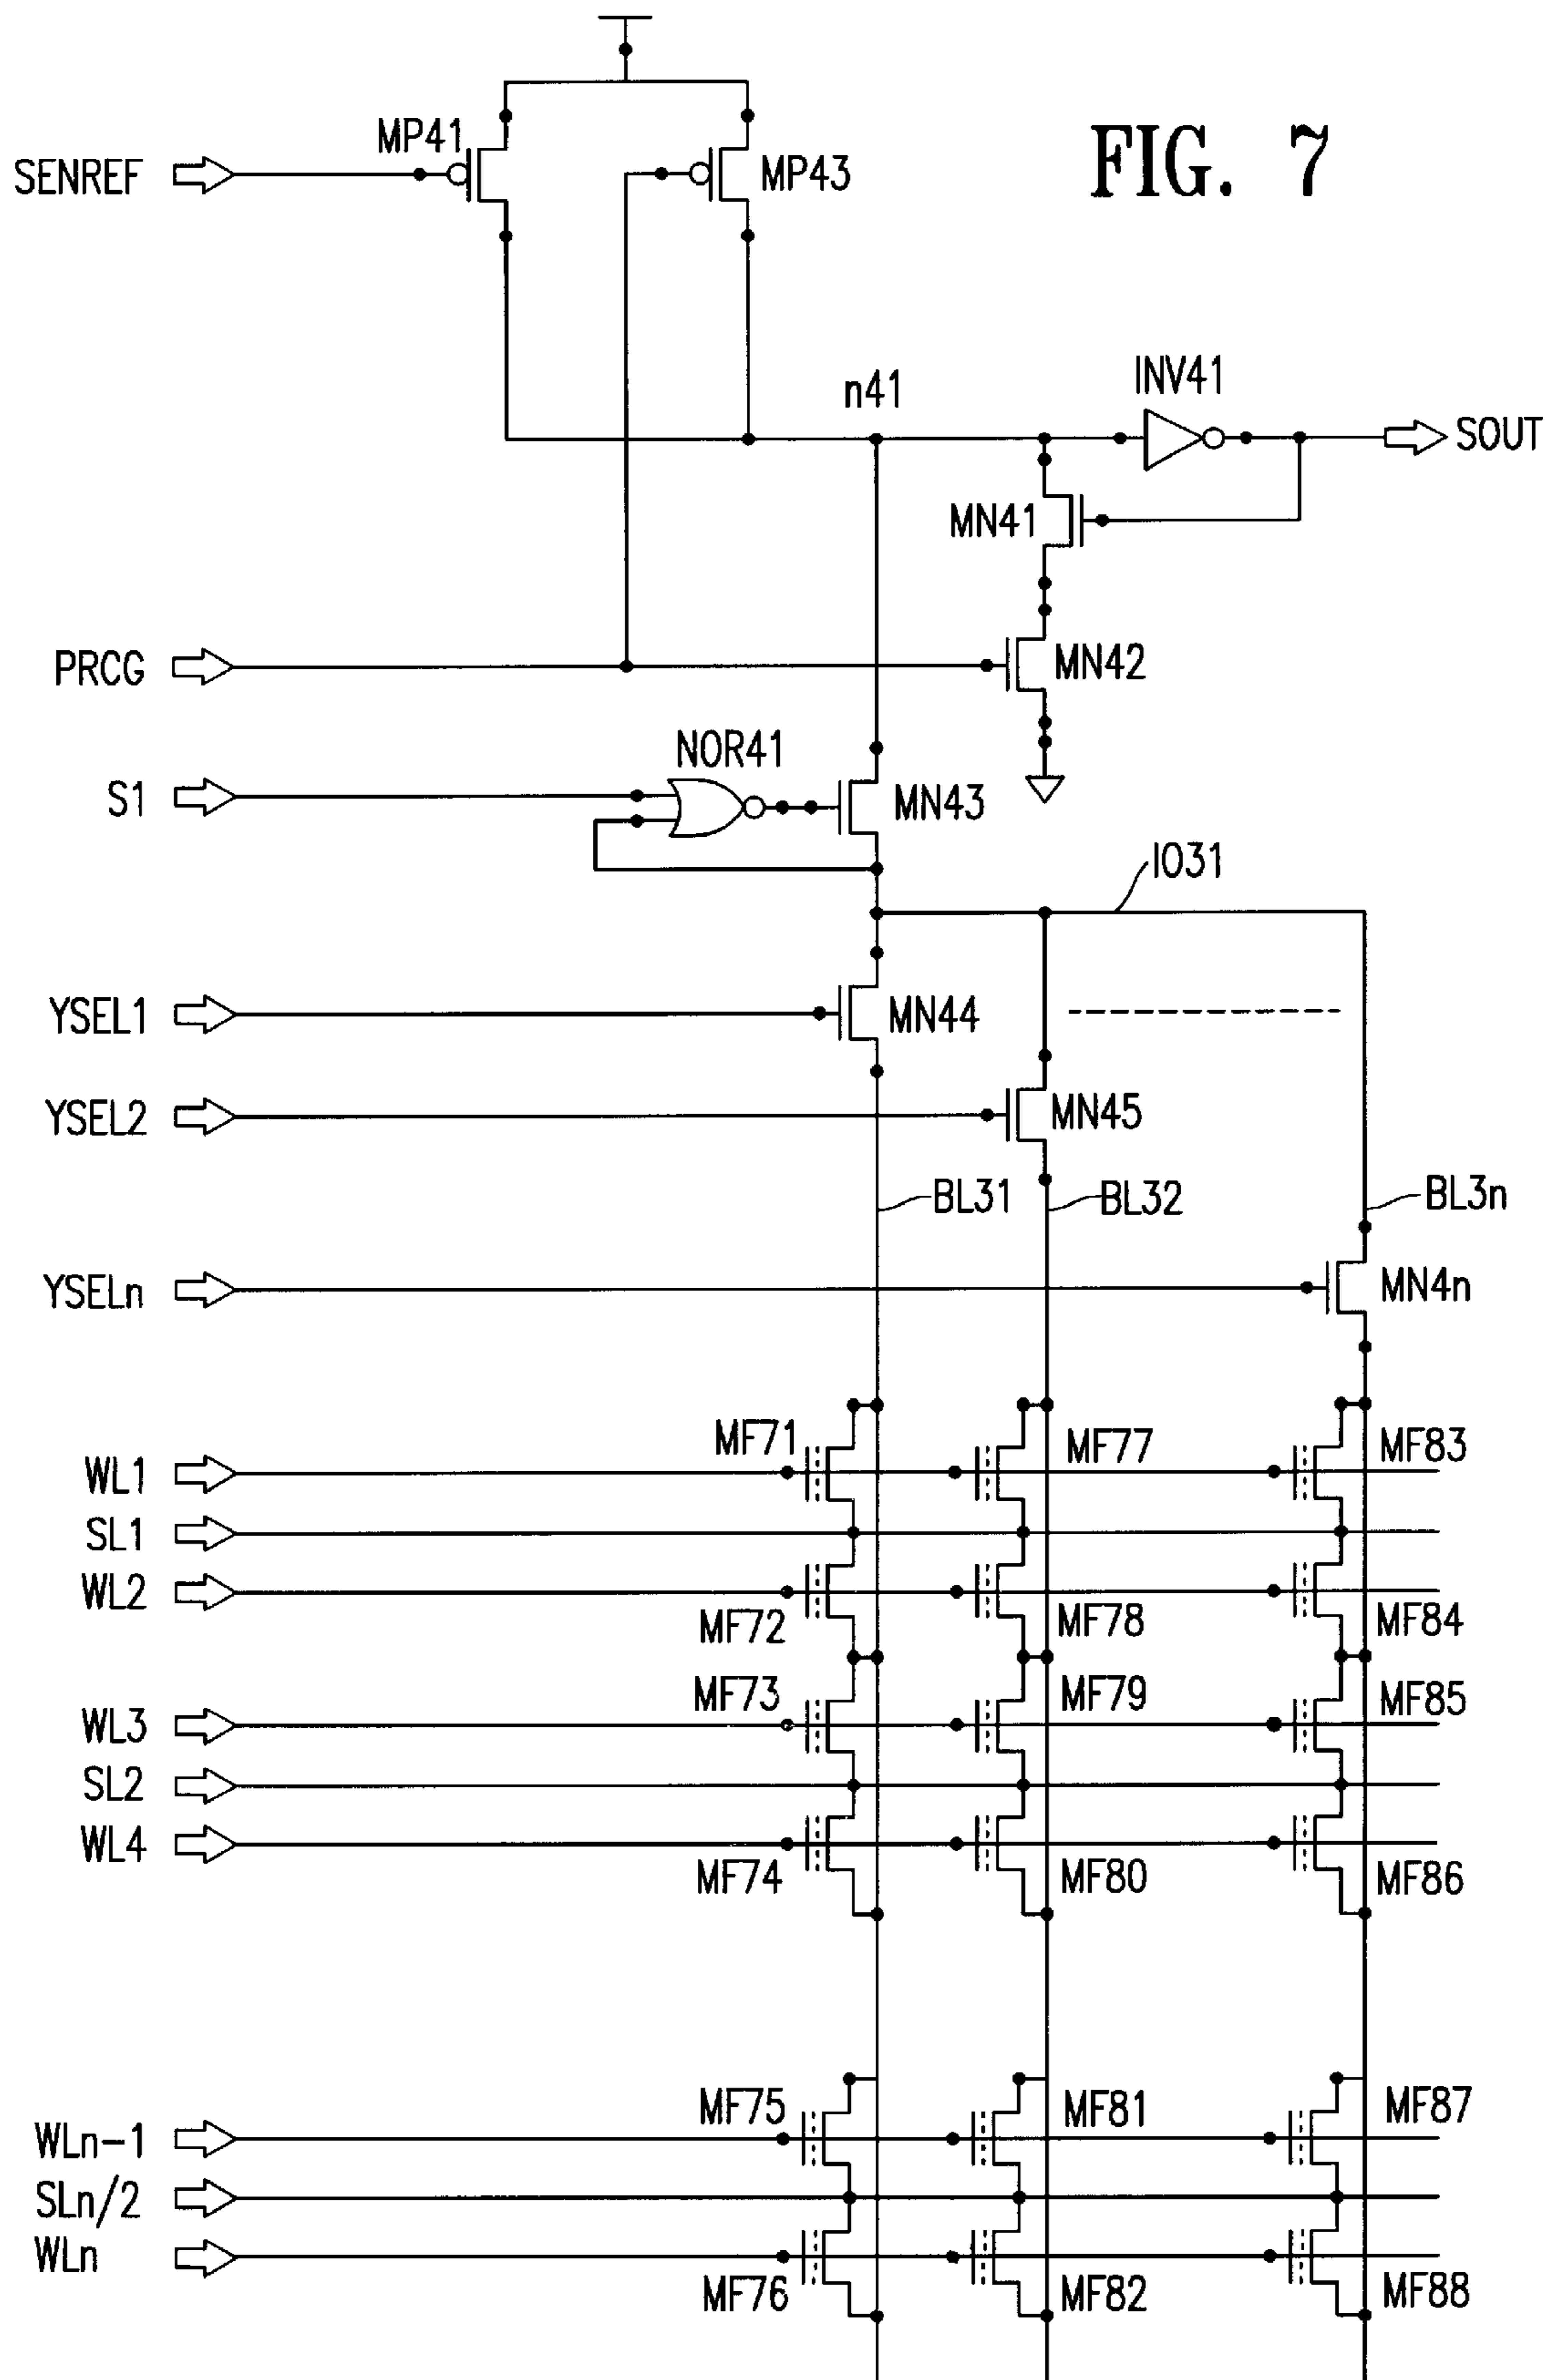 FIG. 7
MP41
SENREF
MP43
n41
INV41
SOUT
MN41
PRCG
MN42
NOR41
S1
MN43
IO31
YSEL1
MN44
YSEL2
MN45
BL31
BL32
BL3n
YSELn
MN4n
MF71
MF77
MF83
WL1
SL1
WL2
MF72
MF78
MF84
MF73
MF79
MF85
WL3
SL2
WL4
MF74
MF80
MF86
MF75
MF81
MF87
WLn-1
SLn/2
WLn
MF76
MF82
MF88